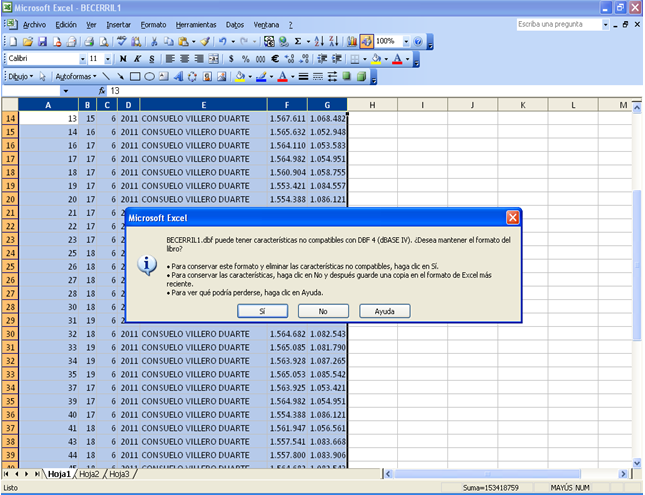 Microsoft Excel - BECERRIL1
Archivo Edición Ver Insertar Formato Herramientas Datos Ventana ?
Escriba una pregunta
100%
Calibri 11 N K S % 000
Dibujo Autoformas
fx 13
A B C D E F G H I J K L M
14 13 15 6 2011 CONSUELO VILLERO DUARTE 1.567.611 1.068.482
15 14 16 6 2011 CONSUELO VILLERO DUARTE 1.565.632 1.052.948
16 16 17 6 2011 CONSUELO VILLERO DUARTE 1.564.110 1.053.583
17 17 17 6 2011 CONSUELO VILLERO DUARTE 1.564.982 1.054.951
18 18 17 6 2011 CONSUELO VILLERO DUARTE 1.560.904 1.058.755
19 19 17 6 2011 CONSUELO VILLERO DUARTE 1.553.421 1.084.557
20 20 17 6 2011 CONSUELO VILLERO DUARTE 1.554.388 1.086.121
21 21 17 6 2
22 22 17 6 2
23 23 17 6 2
24 25 18 6 2
25 26 18 6 2
26 27 18 6 2
27 28 18 6 2
28 30 18 6 2
29 31 19 6 2
Microsoft Excel
BECERRIL1.dbf puede tener características no compatibles con DBF 4 (dBASE IV). ¿Desea mantener el formato del
libro?
• Para conservar este formato y eliminar las características no compatibles, haga clic en Sí.
• Para conservar las características, haga clic en No y después guarde una copia en el formato de Excel más
reciente.
• Para ver qué podría perderse, haga clic en Ayuda.
Sí No Ayuda
30 32 18 6 2011 CONSUELO VILLERO DUARTE 1.564.682 1.082.543
31 33 19 6 2011 CONSUELO VILLERO DUARTE 1.565.085 1.081.790
32 34 19 6 2011 CONSUELO VILLERO DUARTE 1.563.928 1.087.265
33 35 19 6 2011 CONSUELO VILLERO DUARTE 1.565.053 1.085.542
34 37 17 6 2011 CONSUELO VILLERO DUARTE 1.563.925 1.053.421
35 39 17 6 2011 CONSUELO VILLERO DUARTE 1.564.982 1.054.951
36 40 17 6 2011 CONSUELO VILLERO DUARTE 1.554.388 1.086.121
37 41 18 6 2011 CONSUELO VILLERO DUARTE 1.561.947 1.056.561
38 43 18 6 2011 CONSUELO VILLERO DUARTE 1.557.541 1.083.668
39 44 18 6 2011 CONSUELO VILLERO DUARTE 1.557.800 1.083.906
Hoja1 Hoja2 Hoja3
Listo Suma=153418759 MAYÚS NUM